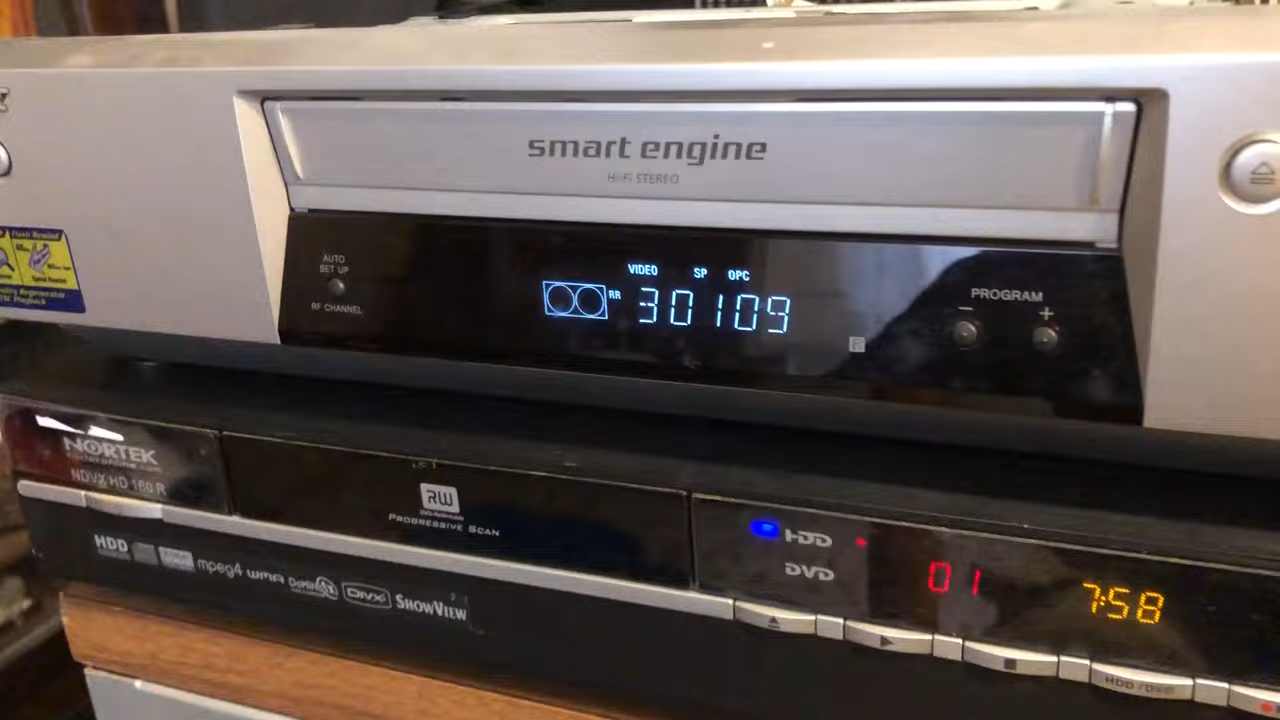 smart engine
Hi-Fi STEREO
AUTO
SET UP
RF CHANNEL
VIDEO SP OPC
RR 30109
PROGRAM
- +
R
NORTEK
NDVX HD 160 R
RW
PROGRESSIVE SCAN
HDD
mpeg4 WMA DivX SHOWVIEW
HDD
DVD
01
7:58
HDD/DVD